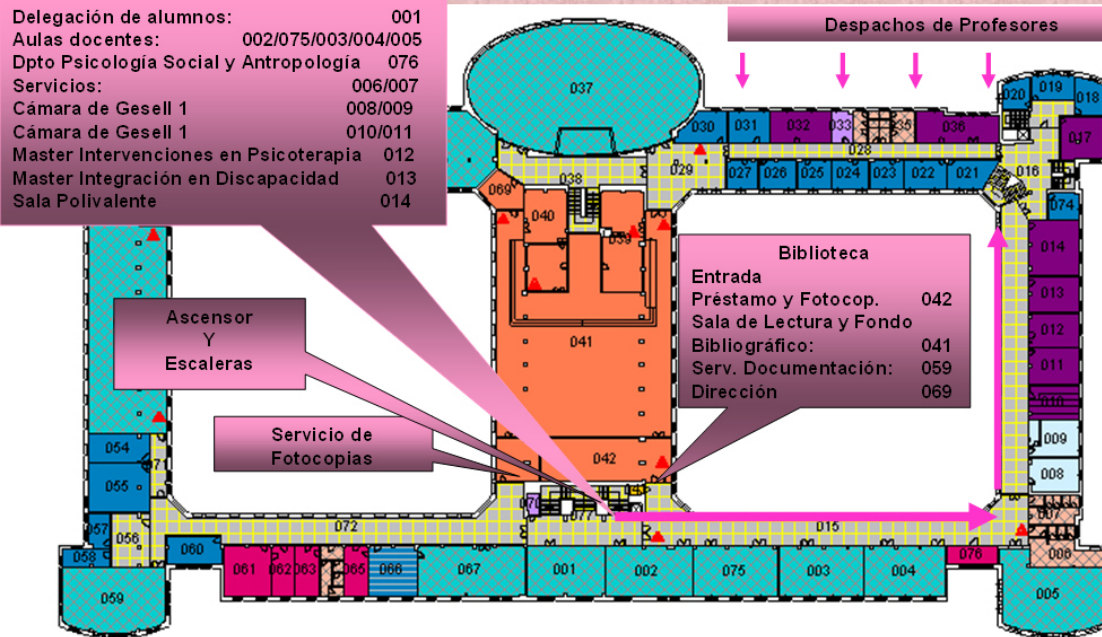 Delegación de alumnos: 001
Aulas docentes: 002/075/003/004/005
Dpto Psicología Social y Antropología 076
Servicios: 006/007
Cámara de Gesell 1 008/009
Cámara de Gesell 1 010/011
Master Intervenciones en Psicoterapia 012
Master Integración en Discapacidad 013
Sala Polivalente 014
Despachos de Profesores
037
030
031
032
033
35
036
020
019
018
017
028
029
038
027
026
025
024
023
022
021
016
074
069
040
039
014
013
012
011
010
009
008
007
006
Biblioteca
Entrada
Préstamo y Fotocop. 042
Sala de Lectura y Fondo
Bibliográfico: 041
Serv. Documentación: 059
Dirección 069
Ascensor
Y
Escaleras
041
Servicio de
Fotocopias
042
054
055
057
056
058
059
060
072
077
015
061
062
063
065
066
067
001
002
075
003
004
076
005